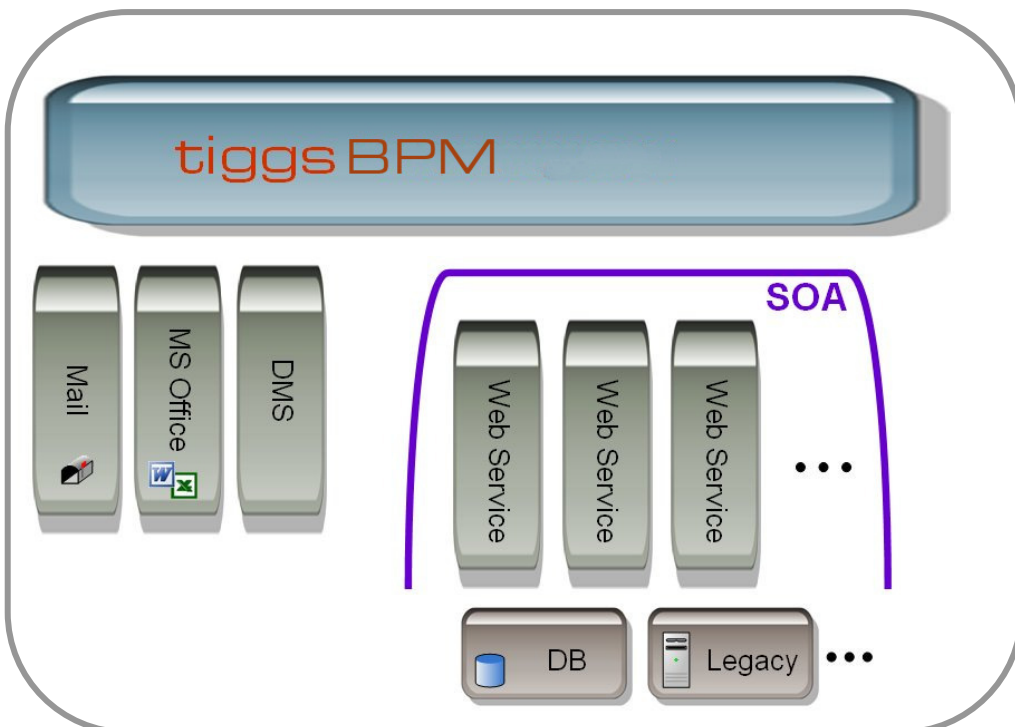 tiggs BPM
SOA
Mail
MS Office
DMS
Web Service
Web Service
Web Service
...
DB
Legacy
...